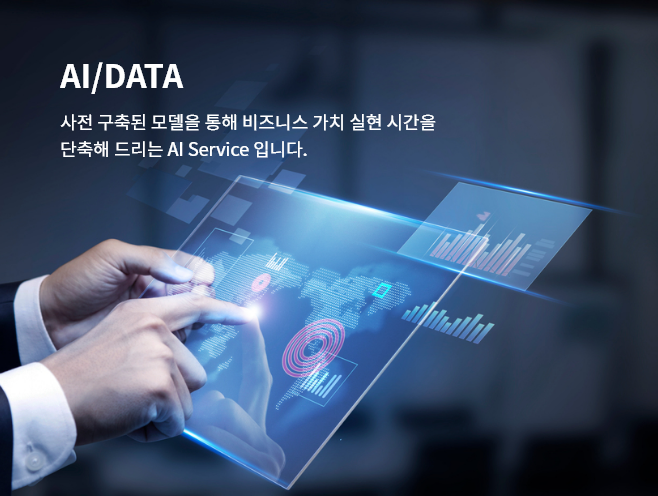 AI/DATA
사전 구축된 모델을 통해 비즈니스 가치 실현 시간을
단축해 드리는 AI Service 입니다.